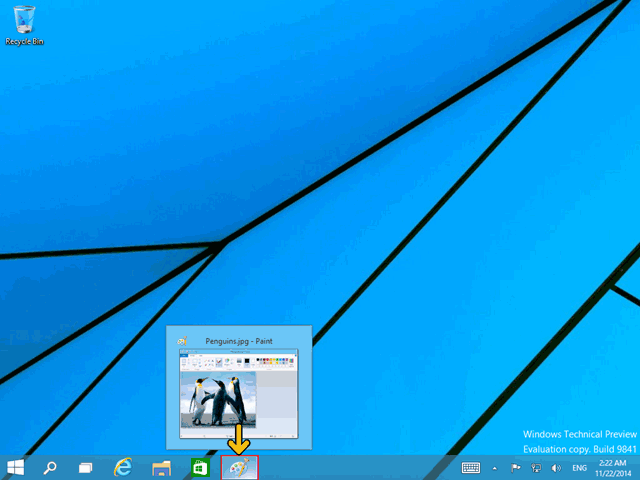 Recycle Bin
Penguins.jpg - Paint
Windows Technical Preview
Evaluation copy. Build 9841
ENG
2:22 AM
11/22/2014